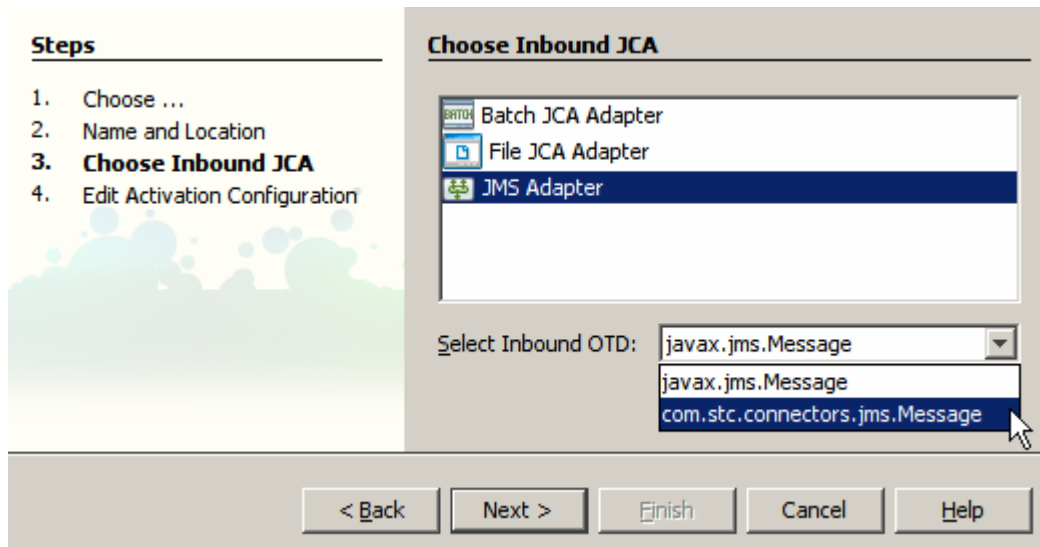 Steps
1. Choose ...
2. Name and Location
3. Choose Inbound JCA
4. Edit Activation Configuration
Choose Inbound JCA
BATCH Batch JCA Adapter
File JCA Adapter
JMS Adapter
Select Inbound OTD: javax.jms.Message
javax.jms.Message
com.stc.connectors.jms.Message
< Back Next > Finish Cancel Help